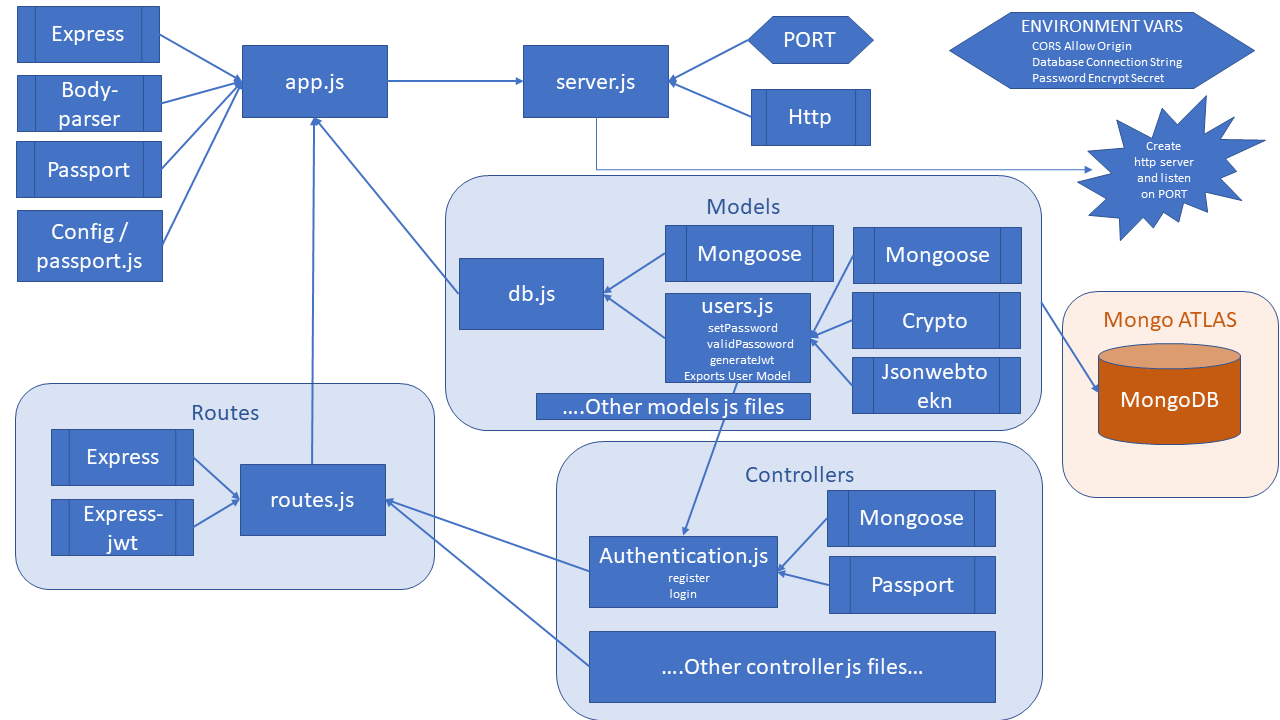 Express
Body-
parser
Passport
Config /
passport.js
app.js
server.js
PORT
Http
ENVIRONMENT VARS
CORS Allow Origin
Database Connection String
Password Encrypt Secret
Create
http server
and listen
on PORT
Models
db.js
Mongoose
users.js
setPassword
validPassoword
generateJwt
Exports User Model
Mongoose
Crypto
Jsonwebto
ekn
....Other models js files
Mongo ATLAS
MongoDB
Routes
Express
Express-
jwt
routes.js
Controllers
Authentication.js
register
login
Mongoose
Passport
....Other controller js files...